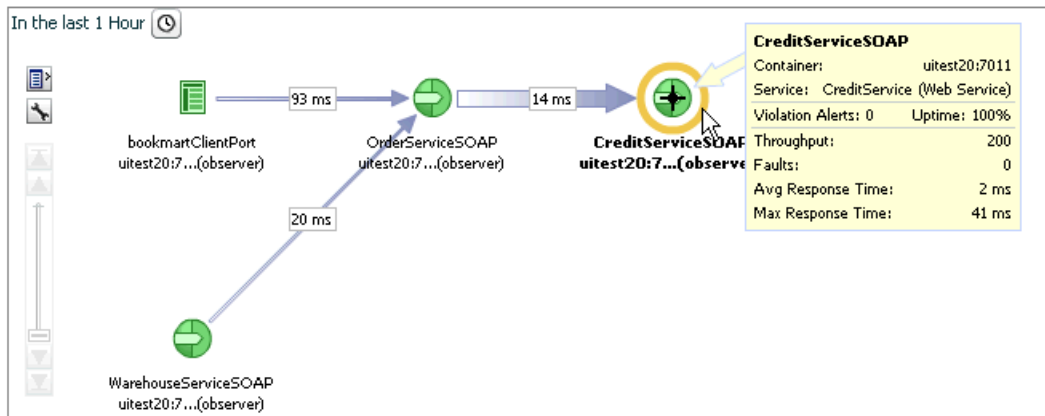 In the last 1 Hour
93 ms
14 ms
bookmartClientPort
uitest20:7...(observer)
OrderServiceSOAP
uitest20:7...(observer)
CreditServiceSOAP
uitest20:7...(observe
CreditServiceSOAP
Container: uitest20:7011
Service: CreditService (Web Service)
Violation Alerts: 0 Uptime: 100%
Throughput: 200
Faults: 0
Avg Response Time: 2 ms
Max Response Time: 41 ms
20 ms
WarehouseServiceSOAP
uitest20:7...(observer)